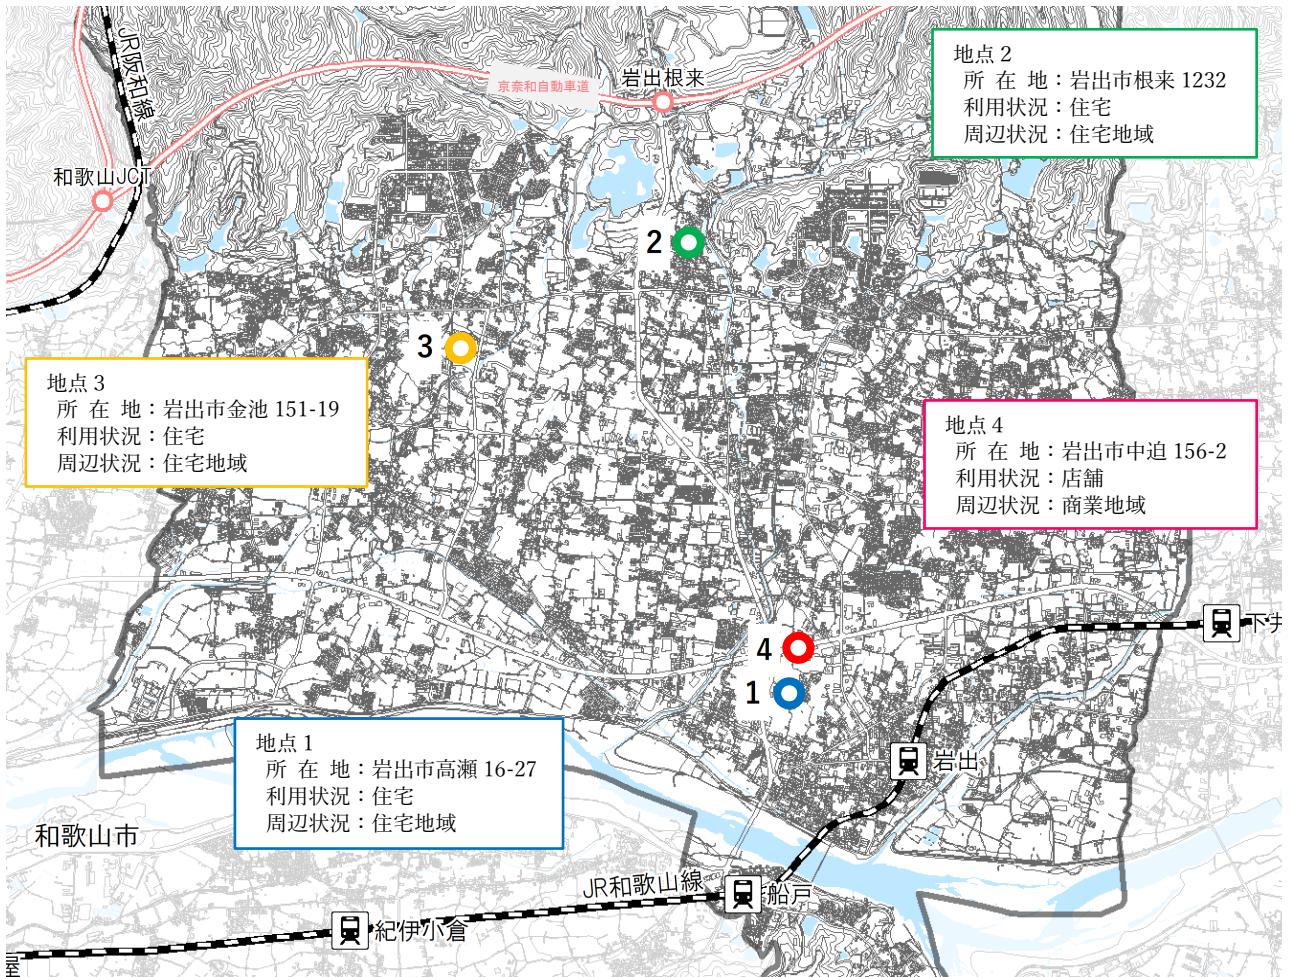 JR阪和線
京奈和自動車道
岩出根来
和歌山JCT
地点 2
所 在 地：岩出市根来 1232
利用状況：住宅
周辺状況：住宅地域
2
3
地点 3
所 在 地：岩出市金池 151-19
利用状況：住宅
周辺状況：住宅地域
地点 4
所 在 地：岩出市中迫 156-2
利用状況：店舗
周辺状況：商業地域
下井
4
1
地点 1
所 在 地：岩出市高瀬 16-27
利用状況：住宅
周辺状況：住宅地域
岩出
和歌山市
JR和歌山線
船戸
紀伊小倉
屋